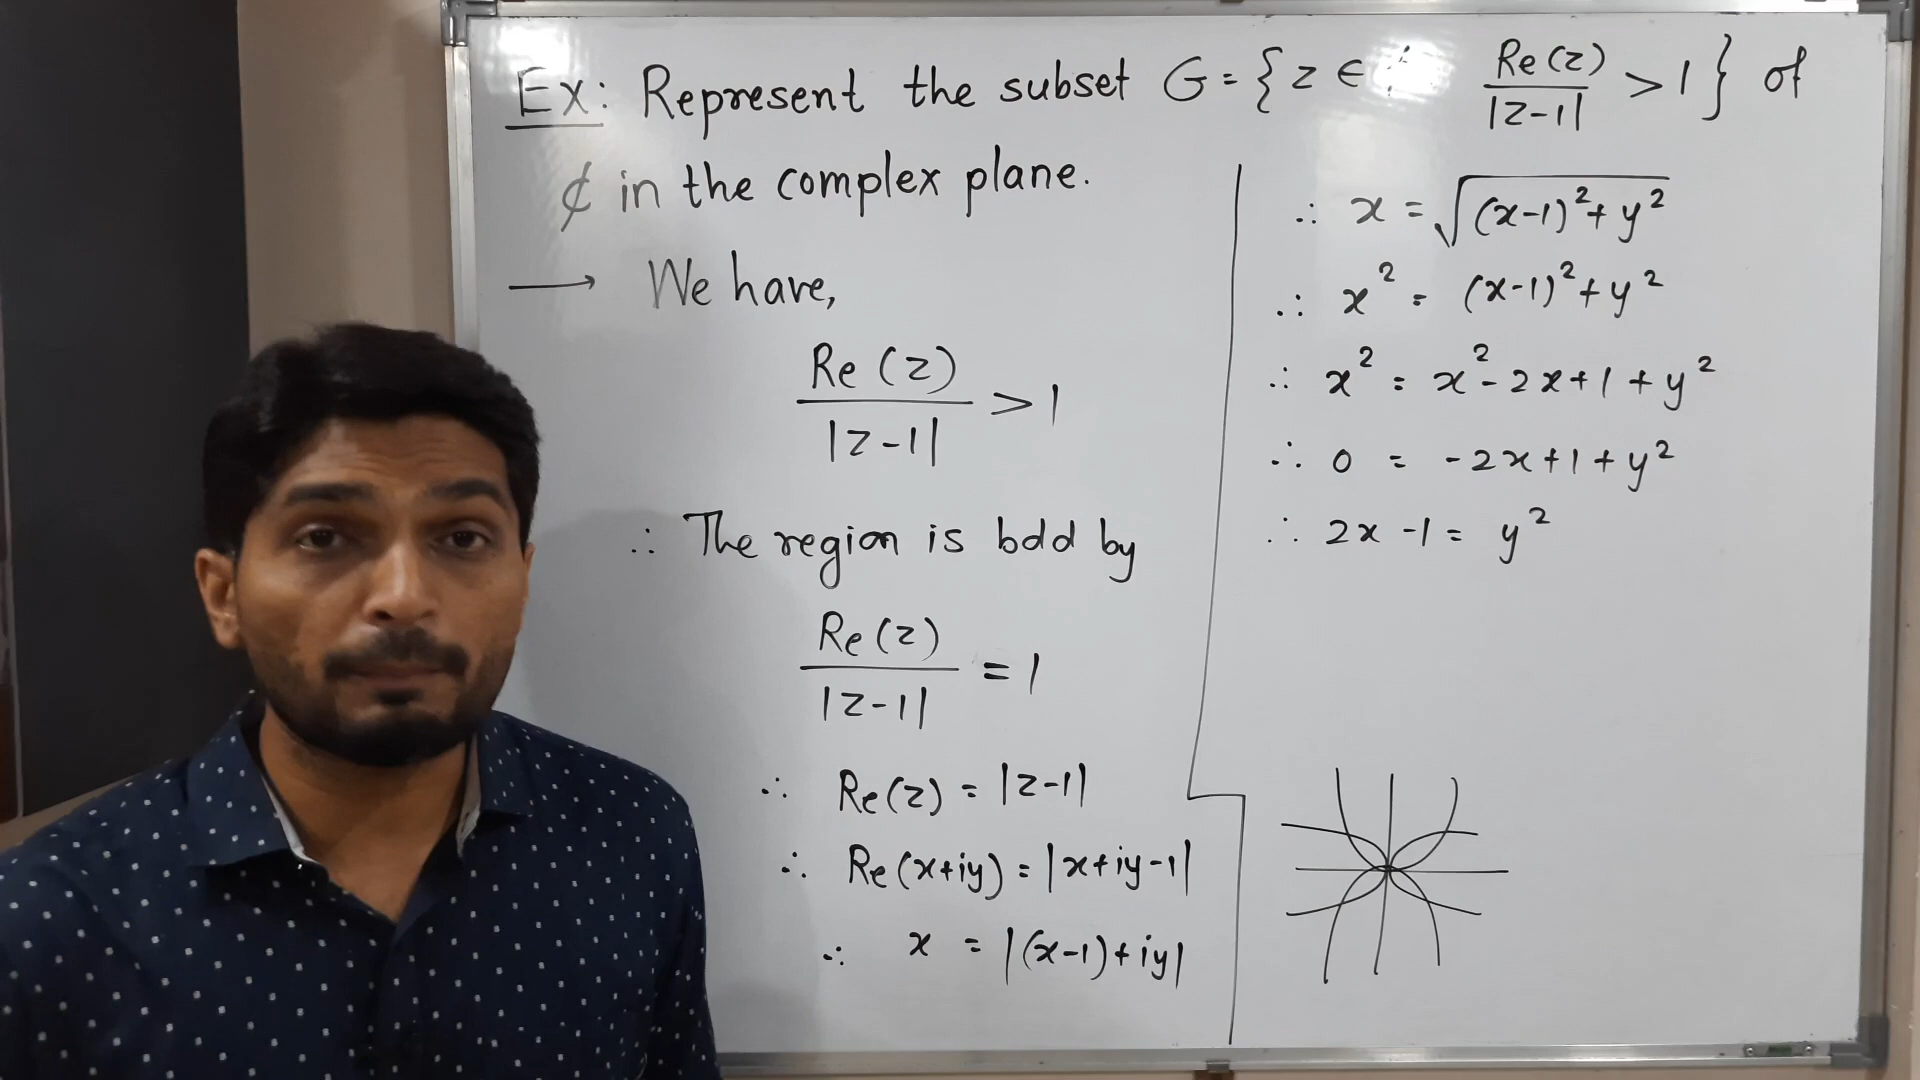 Ex: Represent the subset G = { z ∈ Re(z)/|z-1| > 1 } of
₵ in the complex plane.
→ We have,
Re(z)/|z-1| > 1
∴ The region is bdd by
Re(z)/|z-1| = 1
∴ Re(z) = |z-1|
∴ Re(x+iy) = |x+iy-1|
∴ x = |(x-1)+iy|
∴ x = √((x-1)²+y²)
∴ x² = (x-1)²+y²
∴ x² = x²-2x+1+y²
∴ 0 = -2x+1+y²
∴ 2x-1 = y²